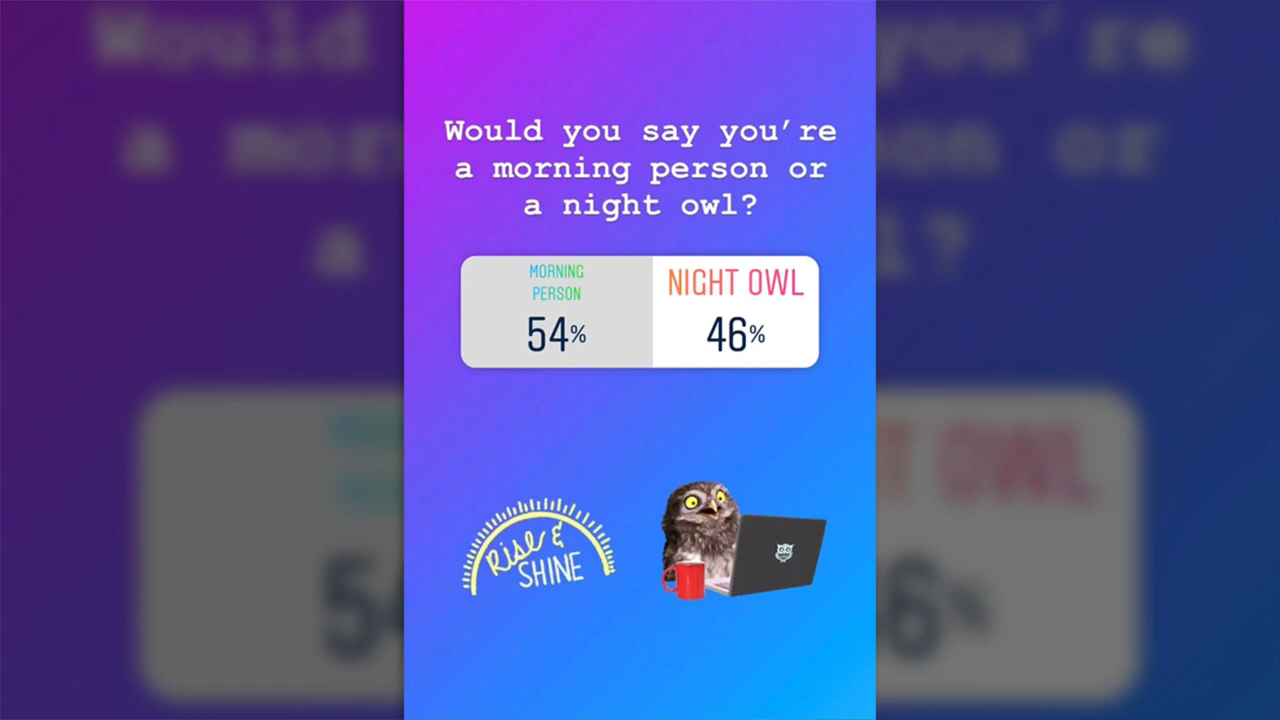 Would you say you're
a morning person or
a night owl?
MORNING
PERSON
54%
NIGHT OWL
46%
Rise &
SHINE